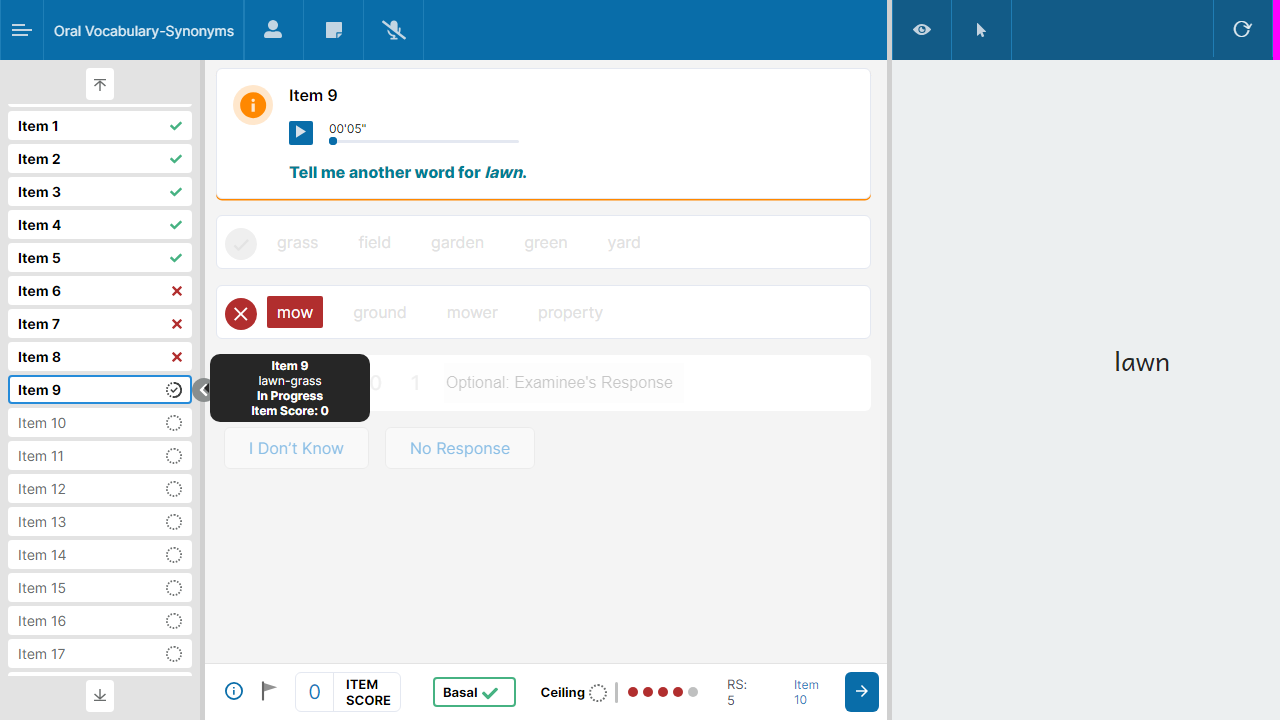 Oral Vocabulary-Synonyms
Item 1
Item 2
Item 3
Item 4
Item 5
Item 6
Item 7
Item 8
Item 9
Item 10
Item 11
Item 12
Item 13
Item 14
Item 15
Item 16
Item 17
Item 9
00'05"
Tell me another word for lawn.
grass field garden green yard
mow ground mower property
Item 9
lawn-grass
In Progress
Item Score: 0
0 1 Optional: Examinee's Response
I Don't Know No Response
0 ITEM SCORE
Basal
Ceiling
RS: 5
Item 10
lawn